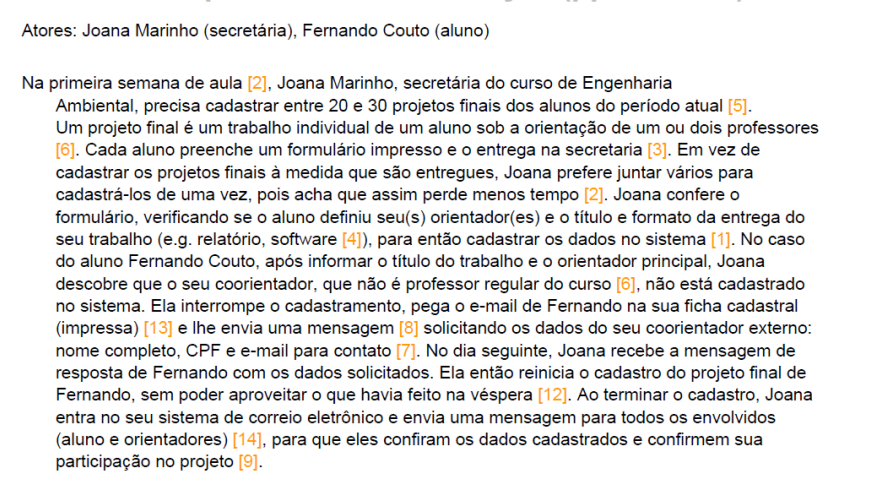 Atores: Joana Marinho (secretária), Fernando Couto (aluno)
Na primeira semana de aula [2], Joana Marinho, secretária do curso de Engenharia
Ambiental, precisa cadastrar entre 20 e 30 projetos finais dos alunos do período atual [5].
Um projeto final é um trabalho individual de um aluno sob a orientação de um ou dois professores
[6]. Cada aluno preenche um formulário impresso e o entrega na secretaria [3]. Em vez de
cadastrar os projetos finais à medida que são entregues, Joana prefere juntar vários para
cadastrá-los de uma vez, pois acha que assim perde menos tempo [2]. Joana confere o
formulário, verificando se o aluno definiu seu(s) orientador(es) e o título e formato da entrega do
seu trabalho (e.g. relatório, software [4]), para então cadastrar os dados no sistema [1]. No caso
do aluno Fernando Couto, após informar o título do trabalho e o orientador principal, Joana
descobre que o seu coorientador, que não é professor regular do curso [6], não está cadastrado
no sistema. Ela interrompe o cadastramento, pega o e-mail de Fernando na sua ficha cadastral
(impressa) [13] e lhe envia uma mensagem [8] solicitando os dados do seu coorientador externo:
nome completo, CPF e e-mail para contato [7]. No dia seguinte, Joana recebe a mensagem de
resposta de Fernando com os dados solicitados. Ela então reinicia o cadastro do projeto final de
Fernando, sem poder aproveitar o que havia feito na véspera [12]. Ao terminar o cadastro, Joana
entra no seu sistema de correio eletrônico e envia uma mensagem para todos os envolvidos
(aluno e orientadores) [14], para que eles confiram os dados cadastrados e confirmem sua
participação no projeto [9].